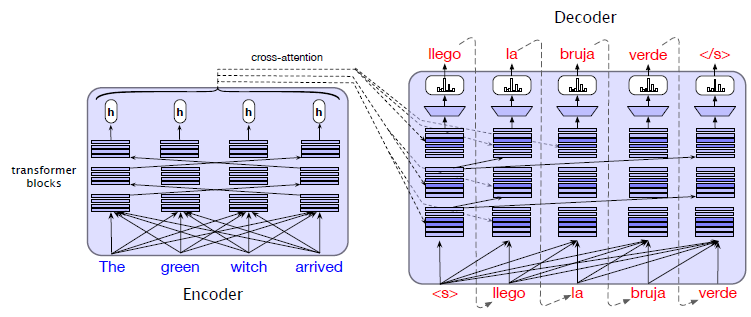 Decoder
llego la bruja verde </s>
cross-attention
h h h h
transformer
blocks
The green witch arrived
Encoder
<s> llego la bruja verde